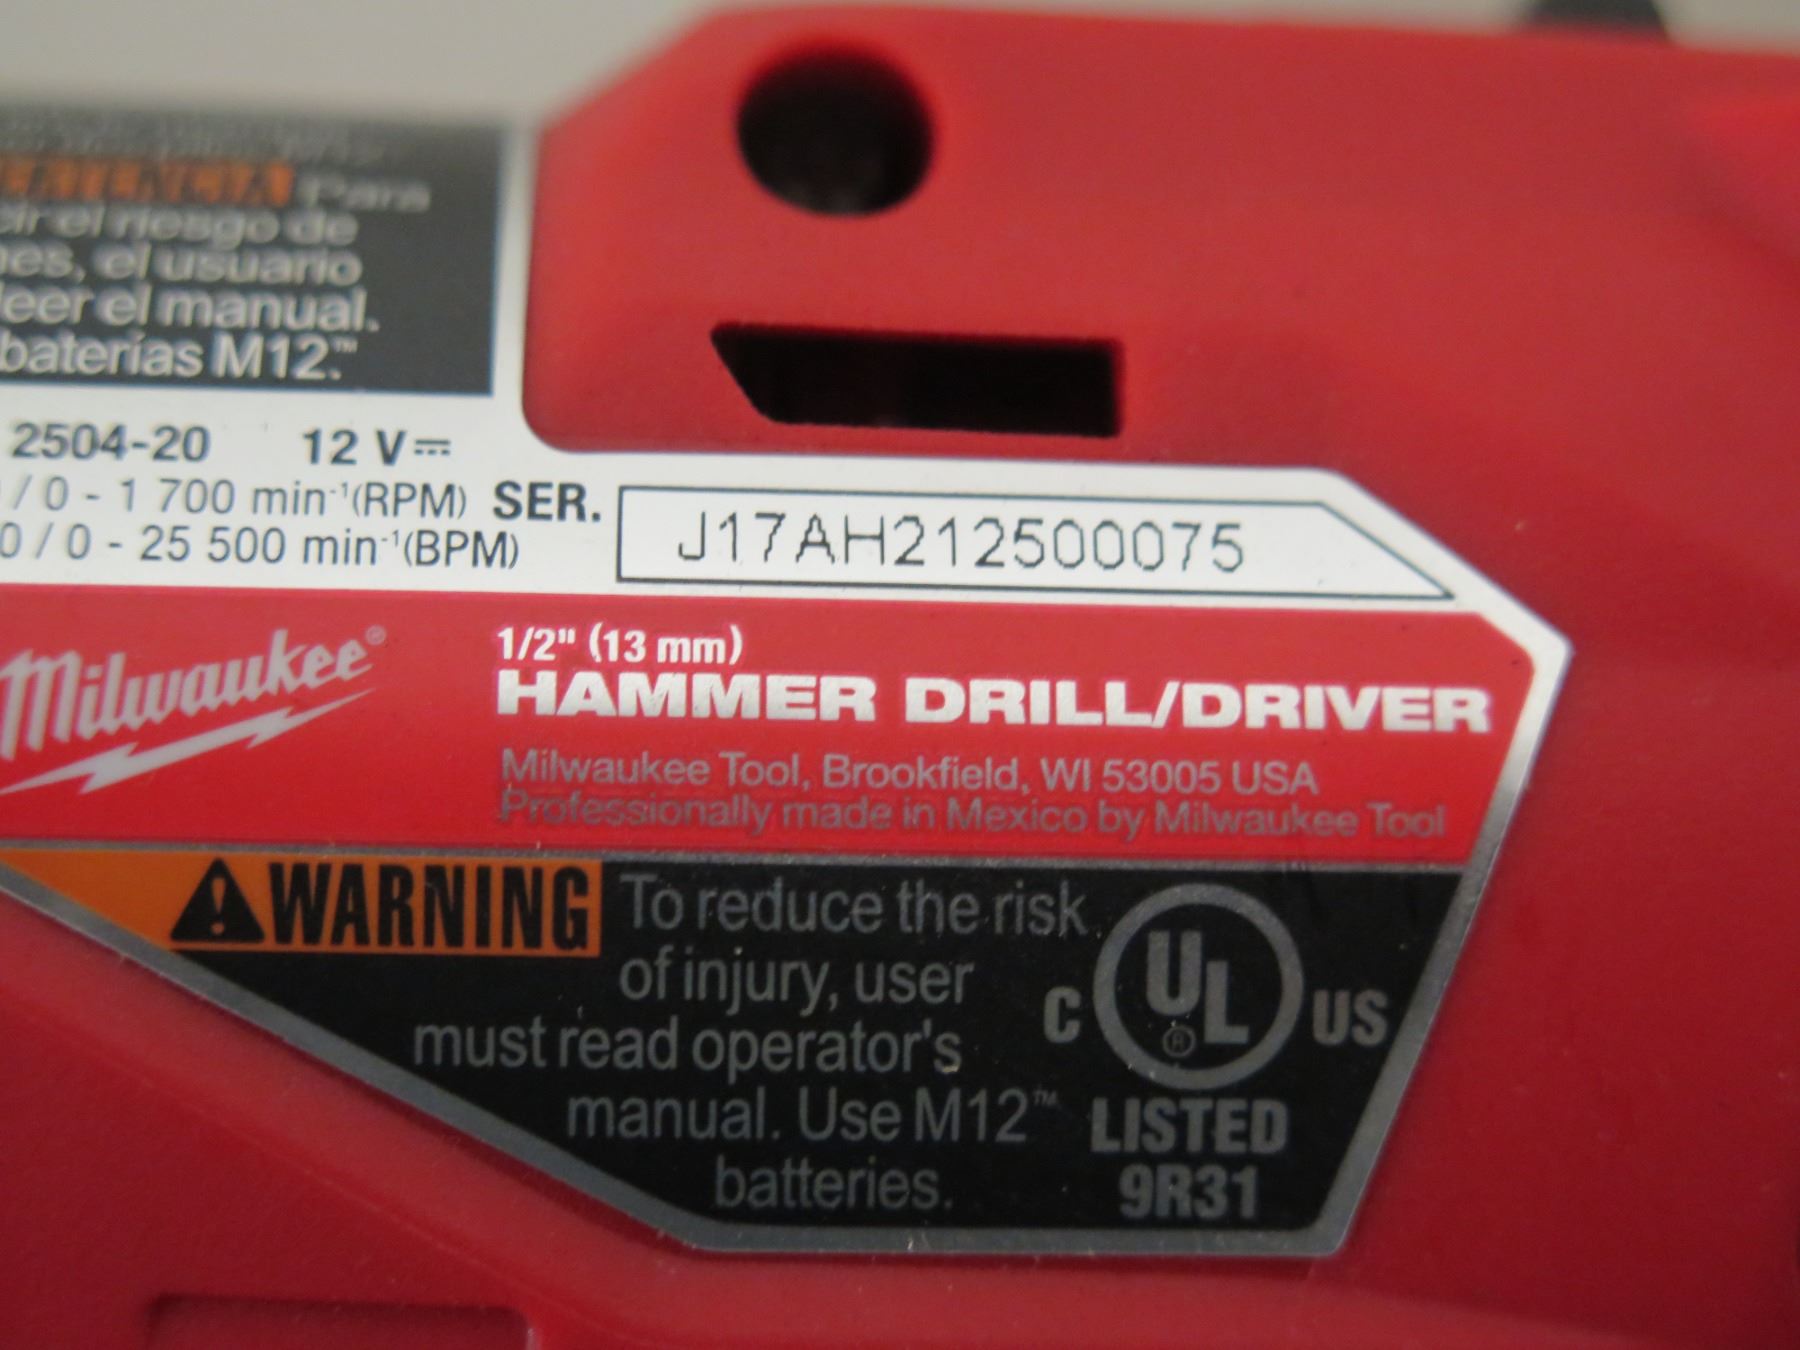 Para
el riesgo de
el usuario
leer el manual.
baterías M12.™
2504-20 12 V
/ 0 - 1 700 min-1(RPM)
0 / 0 - 25 500 min-1(BPM)
SER. J17AH212500075
Milwaukee®
1/2" (13 mm)
HAMMER DRILL/DRIVER
Milwaukee Tool, Brookfield, WI 53005 USA
Professionally made in Mexico by Milwaukee Tool
WARNING To reduce the risk
of injury, user
must read operator's
manual. Use M12™
batteries.
C UL® US
LISTED
9R31